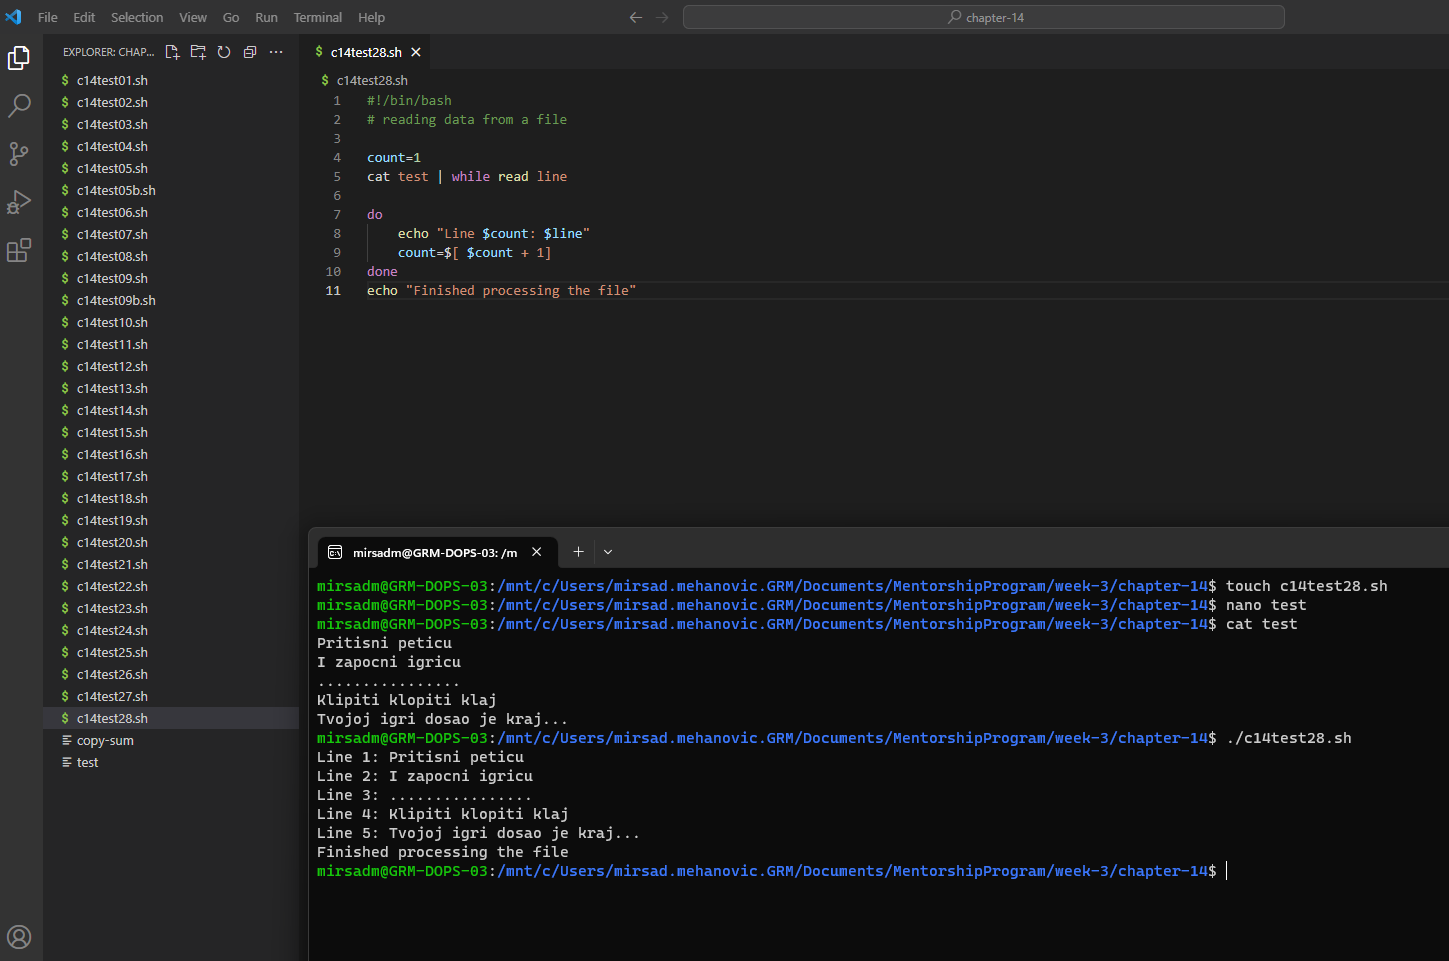 File Edit Selection View Go Run Terminal Help
chapter-14
EXPLORER: CHAP...
c14test01.sh
c14test02.sh
c14test03.sh
c14test04.sh
c14test05.sh
c14test05b.sh
c14test06.sh
c14test07.sh
c14test08.sh
c14test09.sh
c14test09b.sh
c14test10.sh
c14test11.sh
c14test12.sh
c14test13.sh
c14test14.sh
c14test15.sh
c14test16.sh
c14test17.sh
c14test18.sh
c14test19.sh
c14test20.sh
c14test21.sh
c14test22.sh
c14test23.sh
c14test24.sh
c14test25.sh
c14test26.sh
c14test27.sh
c14test28.sh
copy-sum
test
$ c14test28.sh
$ c14test28.sh
1 #!/bin/bash
2 # reading data from a file
3
4 count=1
5 cat test | while read line
6
7 do
8 echo "Line $count: $line"
9 count=$[ $count + 1]
10 done
11 echo "Finished processing the file"
mirsadm@GRM-DOPS-03: /m
mirsadm@GRM-DOPS-03:/mnt/c/Users/mirsad.mehanovic.GRM/Documents/MentorshipProgram/week-3/chapter-14$ touch c14test28.sh
mirsadm@GRM-DOPS-03:/mnt/c/Users/mirsad.mehanovic.GRM/Documents/MentorshipProgram/week-3/chapter-14$ nano test
mirsadm@GRM-DOPS-03:/mnt/c/Users/mirsad.mehanovic.GRM/Documents/MentorshipProgram/week-3/chapter-14$ cat test
Pritisni peticu
I zapocni igricu
................
Klipiti klopiti klaj
Tvojoj igri dosao je kraj...
mirsadm@GRM-DOPS-03:/mnt/c/Users/mirsad.mehanovic.GRM/Documents/MentorshipProgram/week-3/chapter-14$ ./c14test28.sh
Line 1: Pritisni peticu
Line 2: I zapocni igricu
Line 3: ................
Line 4: Klipiti klopiti klaj
Line 5: Tvojoj igri dosao je kraj...
Finished processing the file
mirsadm@GRM-DOPS-03:/mnt/c/Users/mirsad.mehanovic.GRM/Documents/MentorshipProgram/week-3/chapter-14$